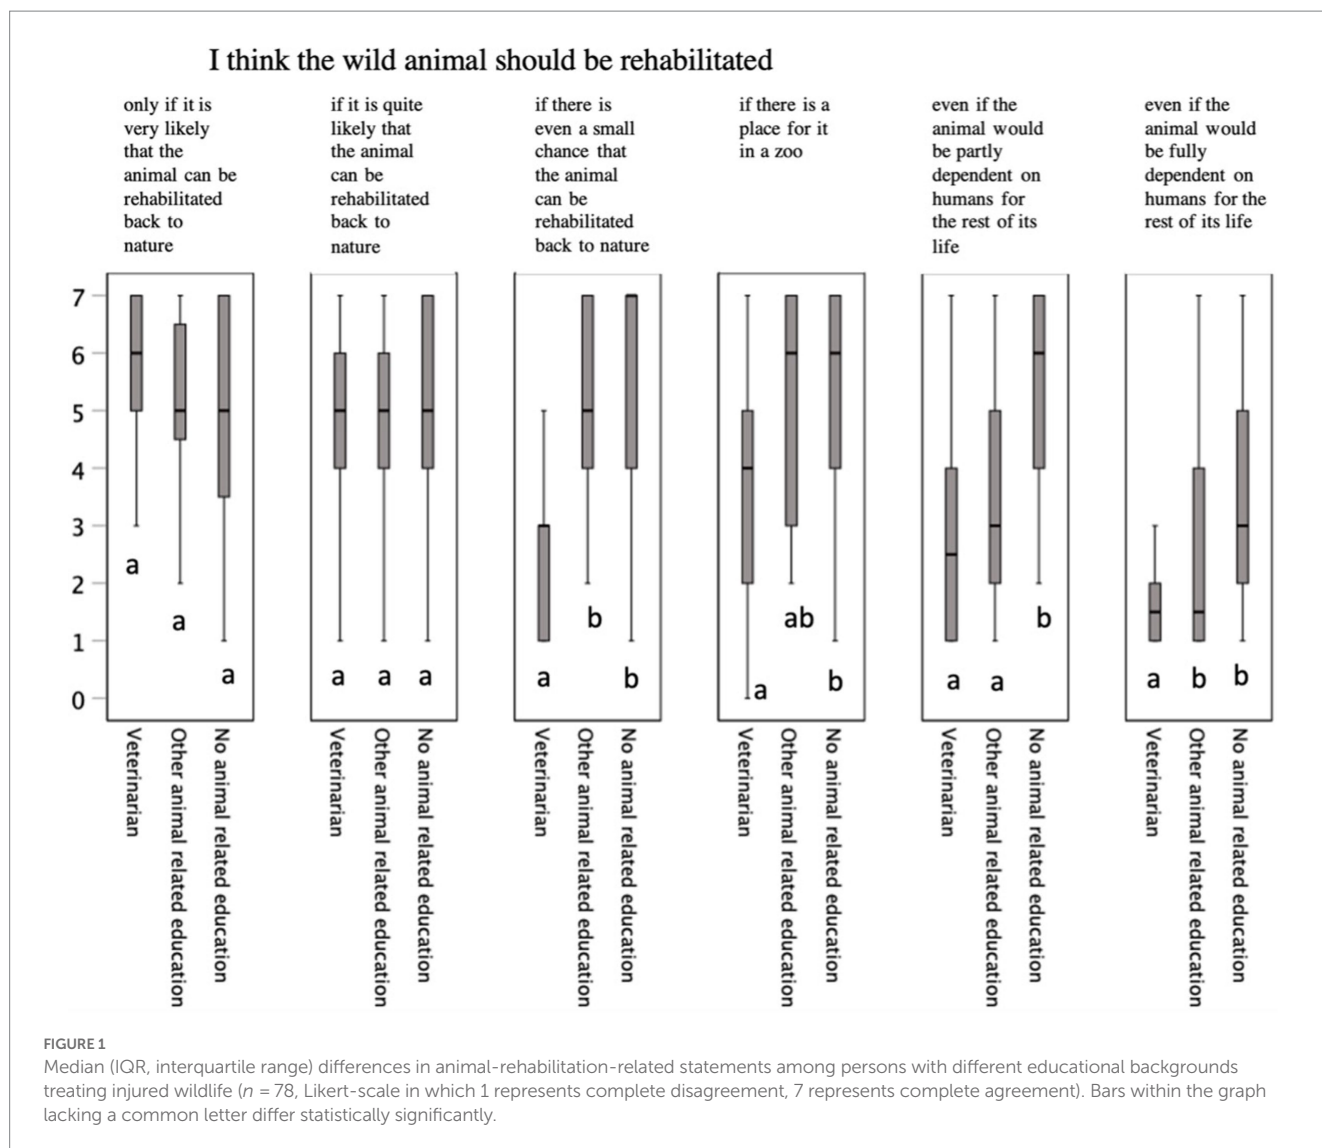 I think the wild animal should be rehabilitated
only if it is
very likely
that the
animal can be
rehabilitated
back to
nature
if it is quite
likely that
the animal
can be
rehabilitated
back to
nature
if there is
even a small
chance that
the animal
can be
rehabilitated
back to nature
if there is a
place for it
in a zoo
even if the
animal would
be partly
dependent on
humans for
the rest of its
life
even if the
animal would
be fully
dependent on
humans for the
rest of its life
7
6
5
4
3
2
1
0
a
a
a
a
a
a
a
b
b
a
ab
b
a
a
b
a
b
b
Veterinarian
Other animal related education
No animal related education
Veterinarian
Other animal related education
No animal related education
Veterinarian
Other animal related education
No animal related education
Veterinarian
Other animal related education
No animal related education
Veterinarian
Other animal related education
No animal related education
Veterinarian
Other animal related education
No animal related education
FIGURE 1
Median (IQR, interquartile range) differences in animal-rehabilitation-related statements among persons with different educational backgrounds
treating injured wildlife (n = 78, Likert-scale in which 1 represents complete disagreement, 7 represents complete agreement). Bars within the graph
lacking a common letter differ statistically significantly.